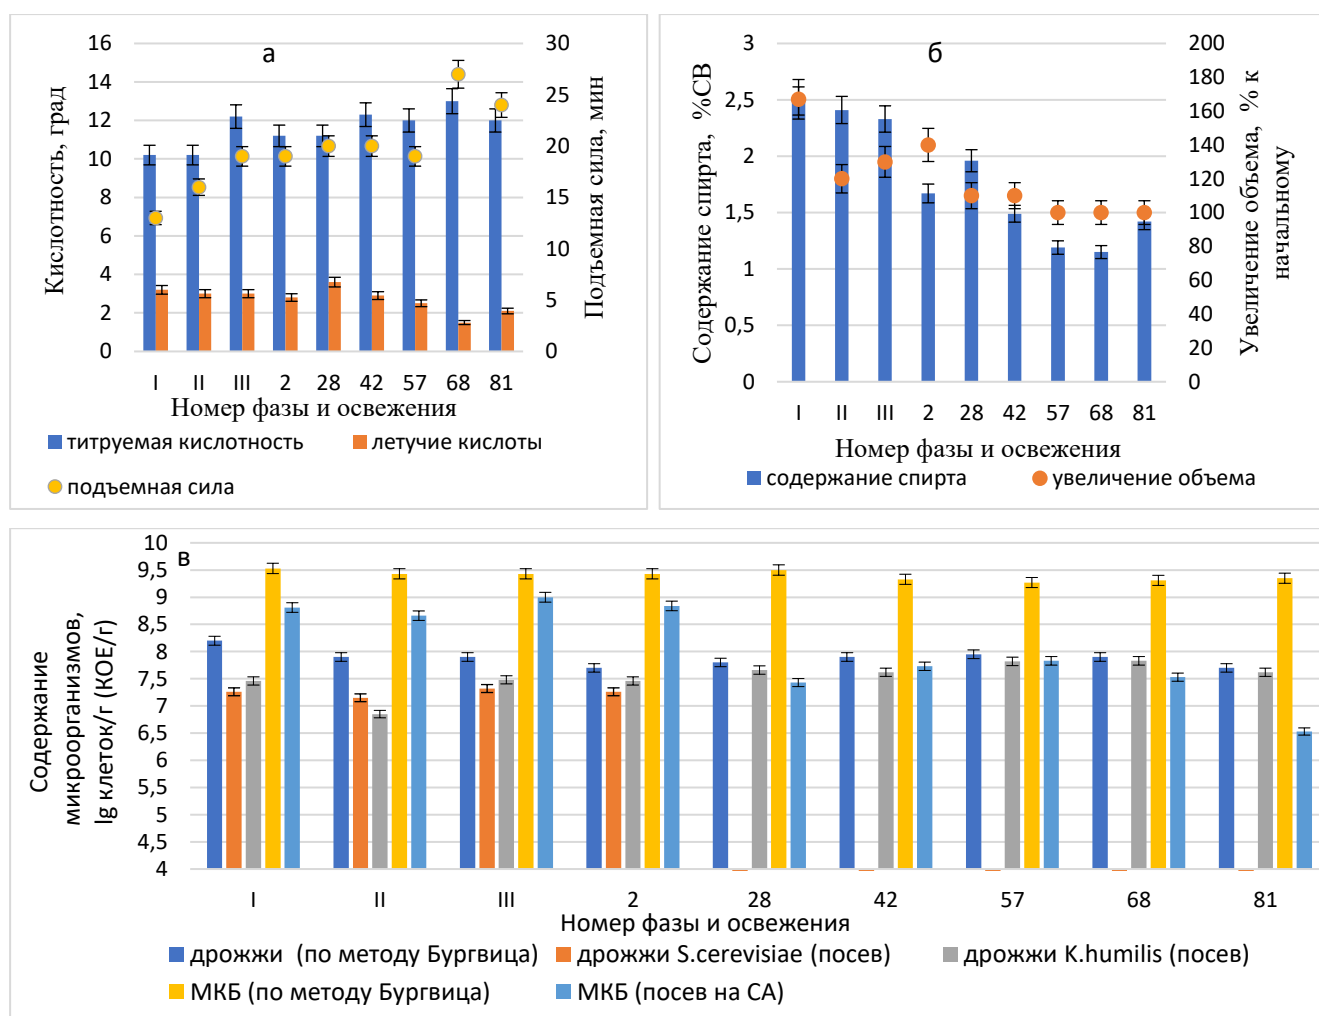 а
Кислотность, град
16
14
12
10
8
6
4
2
0
30
25
20
15
10
5
0
Подъемная сила, мин
I II III 2 28 42 57 68 81
Номер фазы и освежения
титруемая кислотность
летучие кислоты
подъемная сила
б
Содержание спирта, %СВ
3
2,5
2
1,5
1
0,5
0
200
180
160
140
120
100
80
60
40
20
0
Увеличение объема, % к
начальному
I II III 2 28 42 57 68 81
Номер фазы и освежения
содержание спирта
увеличение объема
в
Содержание
микроорганизмов,
lg клеток/г (КОЕ/г)
10
9,5
9
8,5
8
7,5
7
6,5
6
5,5
5
4,5
4
I II III 2 28 42 57 68 81
Номер фазы и освежения
дрожжи (по методу Бургвица)
дрожжи S.cerevisiae (посев)
дрожжи K.humilis (посев)
МКБ (по методу Бургвица)
МКБ (посев на СА)